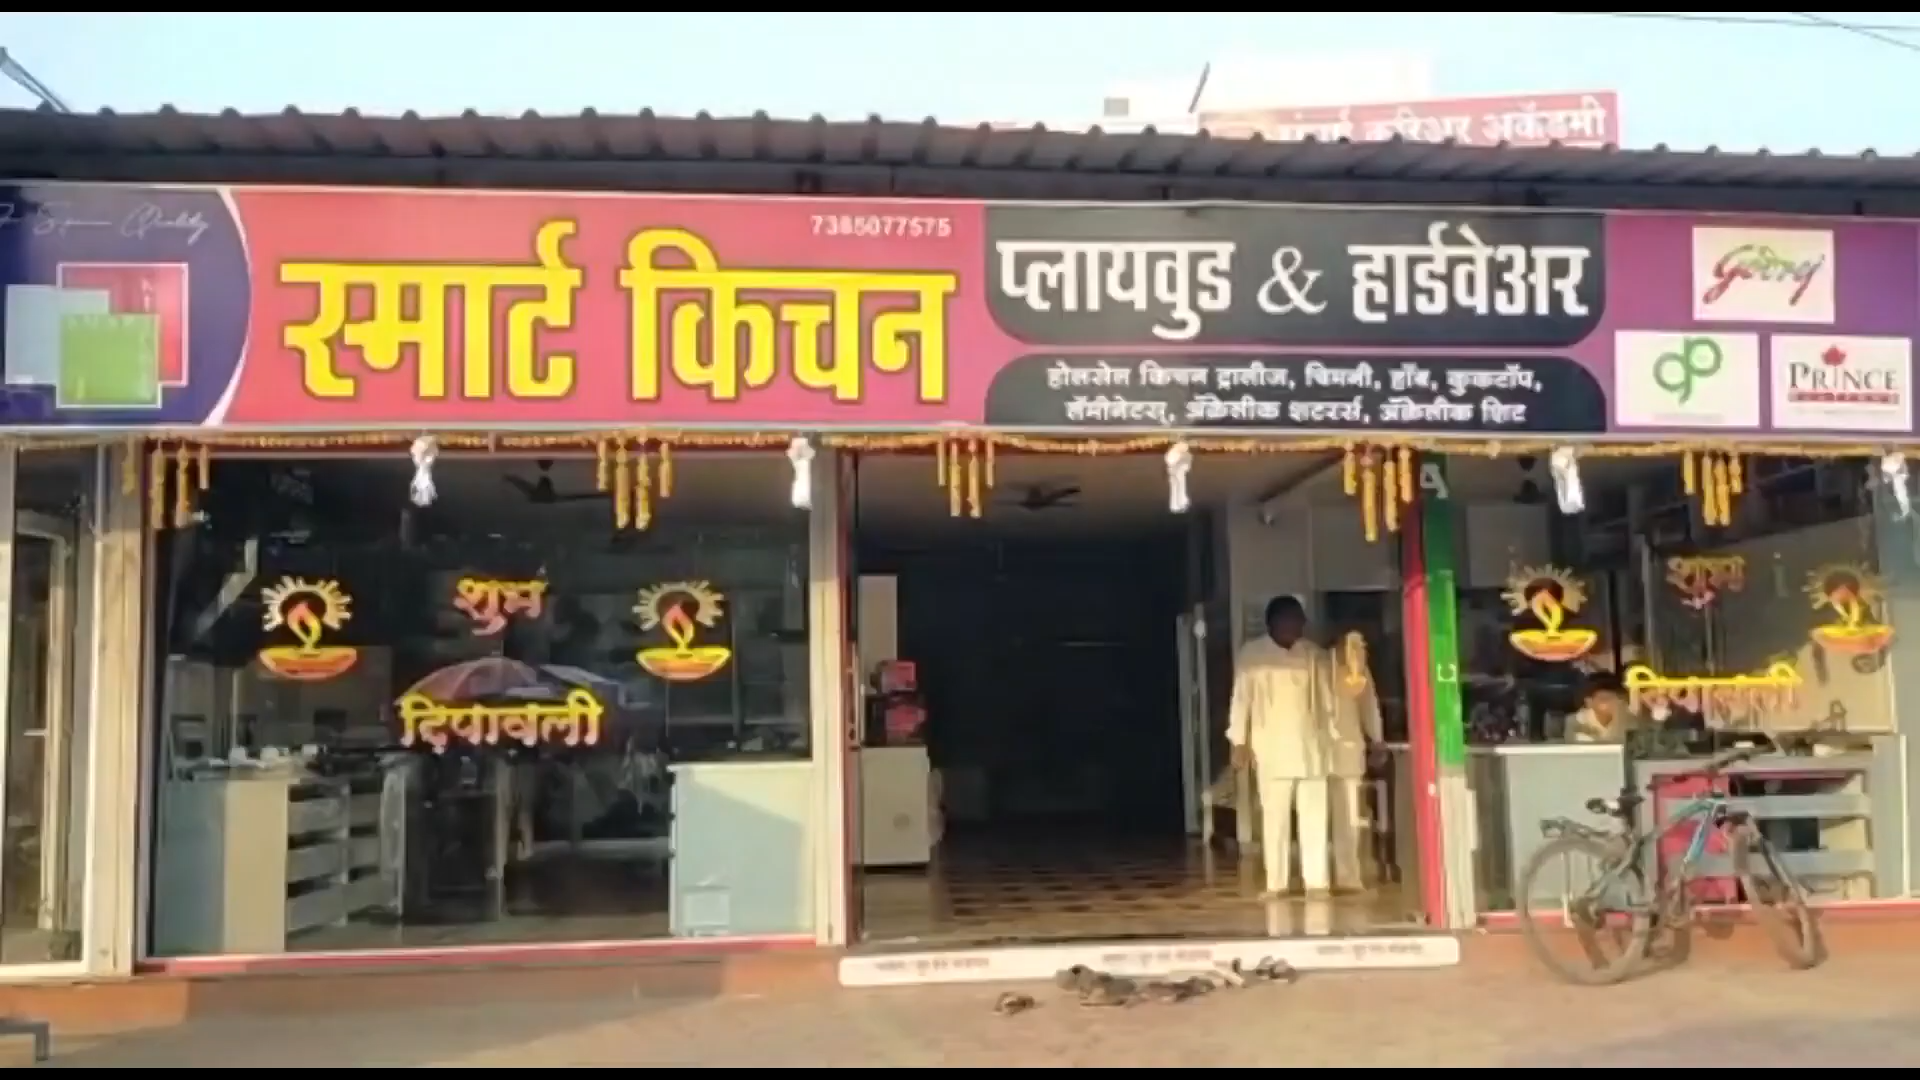 करिअर अकॅडमी
7385077575
स्मार्ट किचन
प्लायवुड & हार्डवेअर
होलसेल किचन ट्रालीज, चिमनी, हॉब, कुकटॉप,
लॅमीनेटस्, ॲक्रेलीक शटरर्स, ॲक्रेलीक शिट
Godrej
PRINCE
शुभ
दिपावली
शुभ
दिपावली